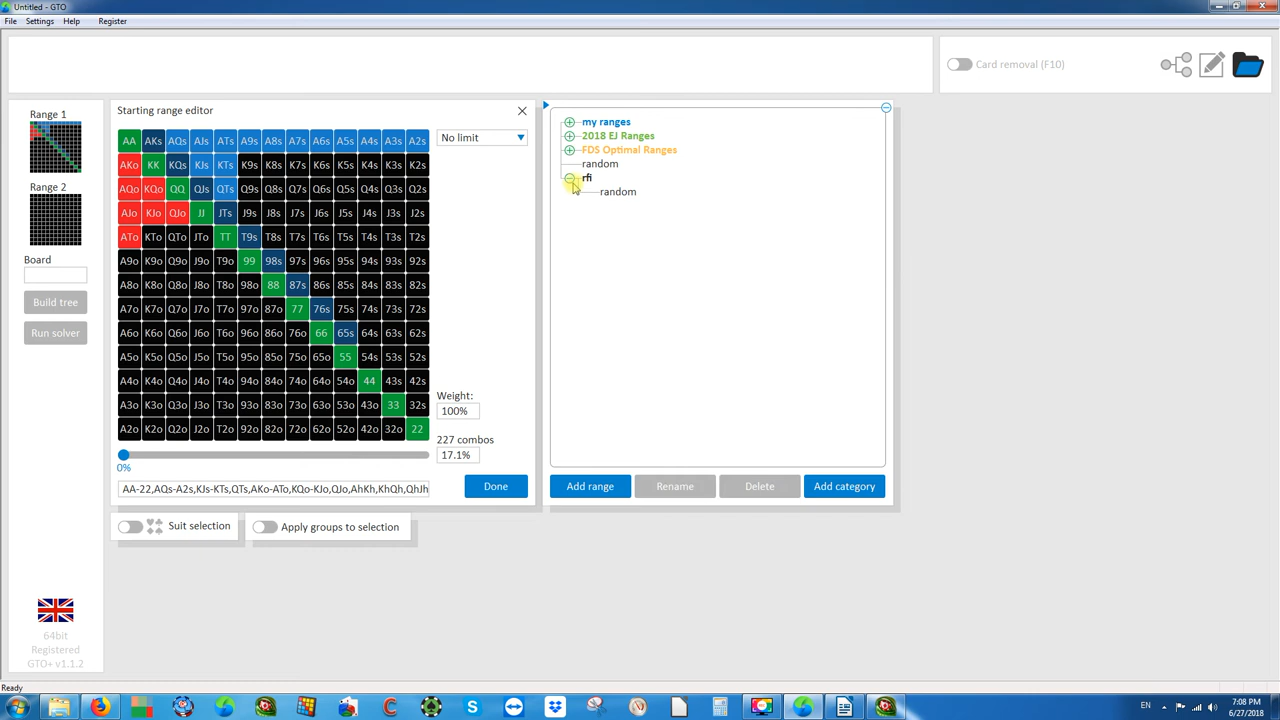 Untitled - GTO
File Settings Help Register
Card removal (F10)
Range 1
Range 2
Board
Build tree
Run solver
64bit
Registered
GTO+ v1.1.2
Starting range editor
AA AKs AQs AJs ATs A9s A8s A7s A6s A5s A4s A3s A2s
AKo KK KQs KJs KTs K9s K8s K7s K6s K5s K4s K3s K2s
AQo KQo QQ QJs QTs Q9s Q8s Q7s Q6s Q5s Q4s Q3s Q2s
AJo KJo QJo JJ JTs J9s J8s J7s J6s J5s J4s J3s J2s
ATo KTo QTo JTo TT T9s T8s T7s T6s T5s T4s T3s T2s
A9o K9o Q9o J9o T9o 99 98s 97s 96s 95s 94s 93s 92s
A8o K8o Q8o J8o T8o 98o 88 87s 86s 85s 84s 83s 82s
A7o K7o Q7o J7o T7o 97o 87o 77 76s 75s 74s 73s 72s
A6o K6o Q6o J6o T6o 96o 86o 76o 66 65s 64s 63s 62s
A5o K5o Q5o J5o T5o 95o 85o 75o 65o 55 54s 53s 52s
A4o K4o Q4o J4o T4o 94o 84o 74o 64o 54o 44 43s 42s
A3o K3o Q3o J3o T3o 93o 83o 73o 63o 53o 43o 33 32s
A2o K2o Q2o J2o T2o 92o 82o 72o 62o 52o 42o 32o 22
No limit
Weight:
100%
227 combos
17.1%
0%
AA-22,AQs-A2s,KJs-KTs,QTs,AKo-ATo,KQo-KJo,QJo,AhKh,KhQh,QhJh
Done
Suit selection
Apply groups to selection
my ranges
2018 EJ Ranges
FDS Optimal Ranges
random
rfi
random
Add range
Rename
Delete
Add category
Ready
EN
7:08 PM
6/27/2018